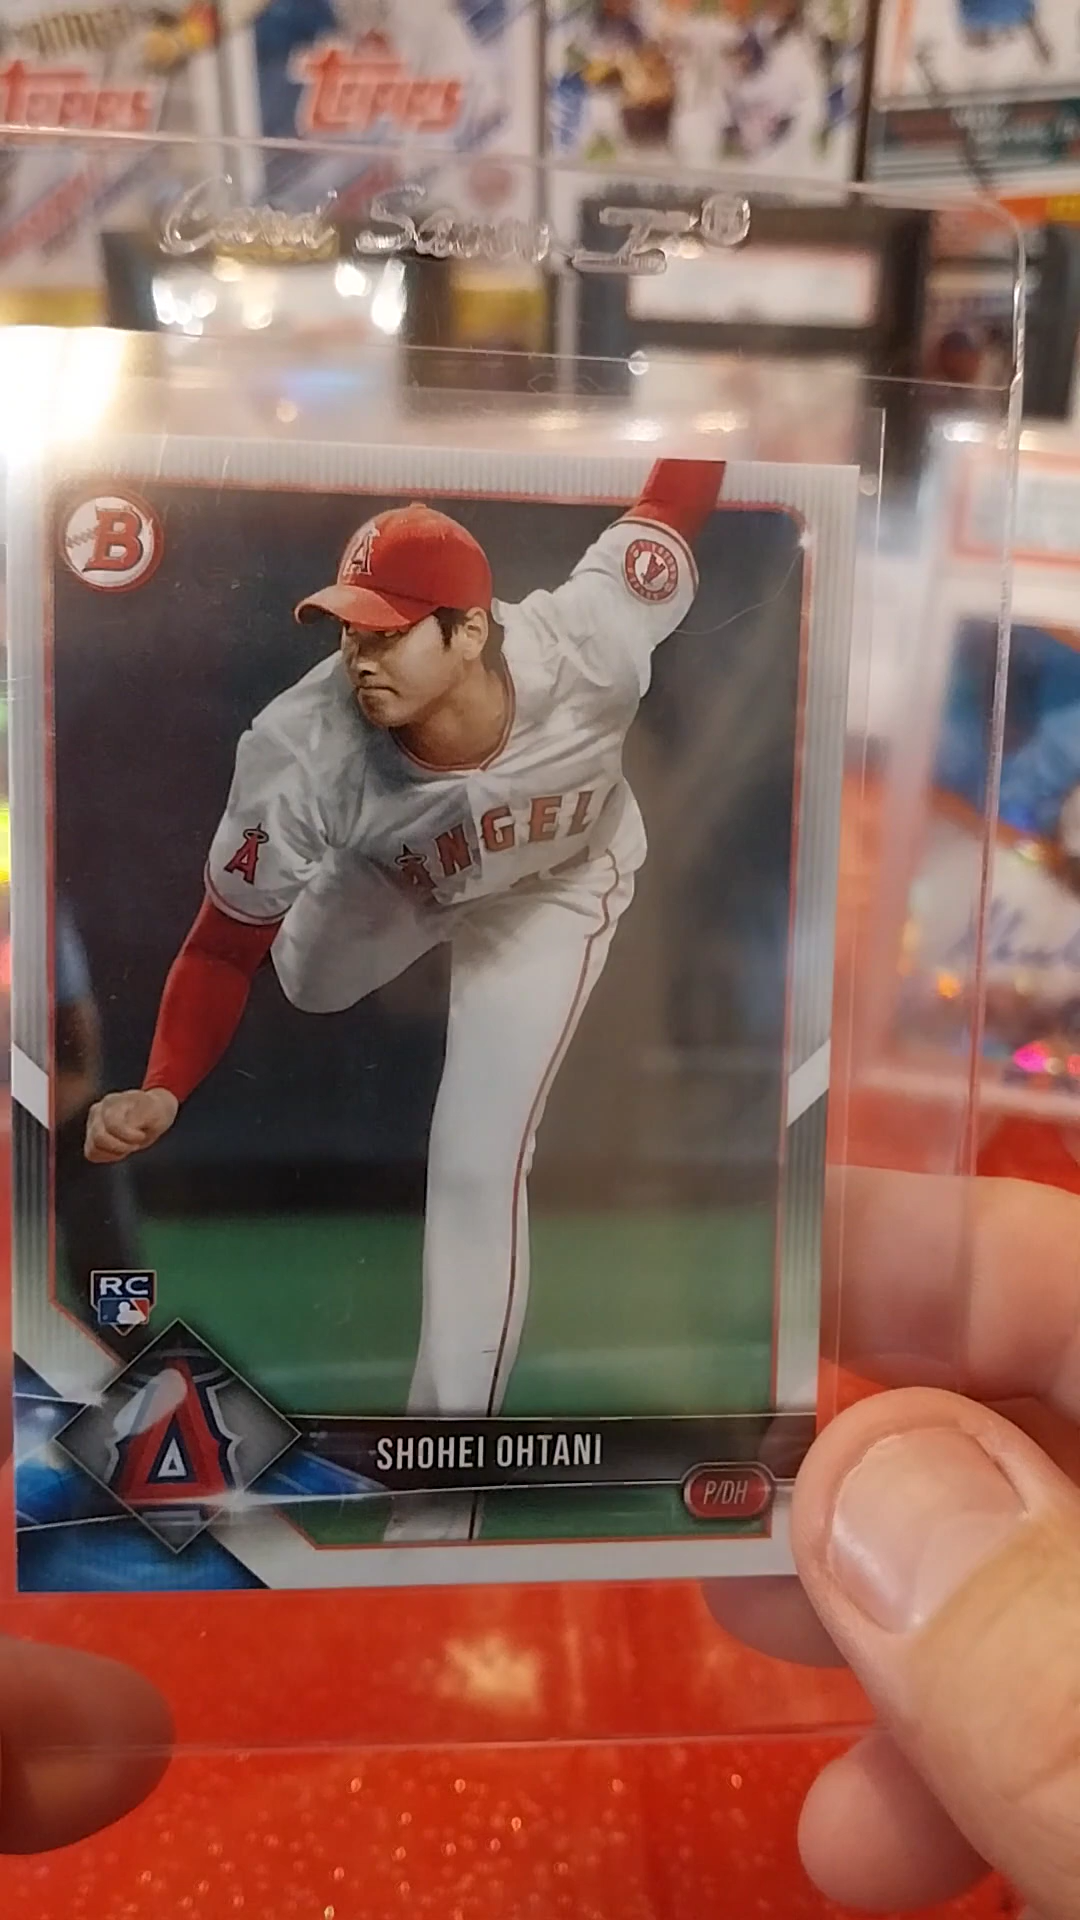 Topps
Topps
Card Saver I
B
A
ANGEL
A
RC
A
SHOHEI OHTANI
P/DH